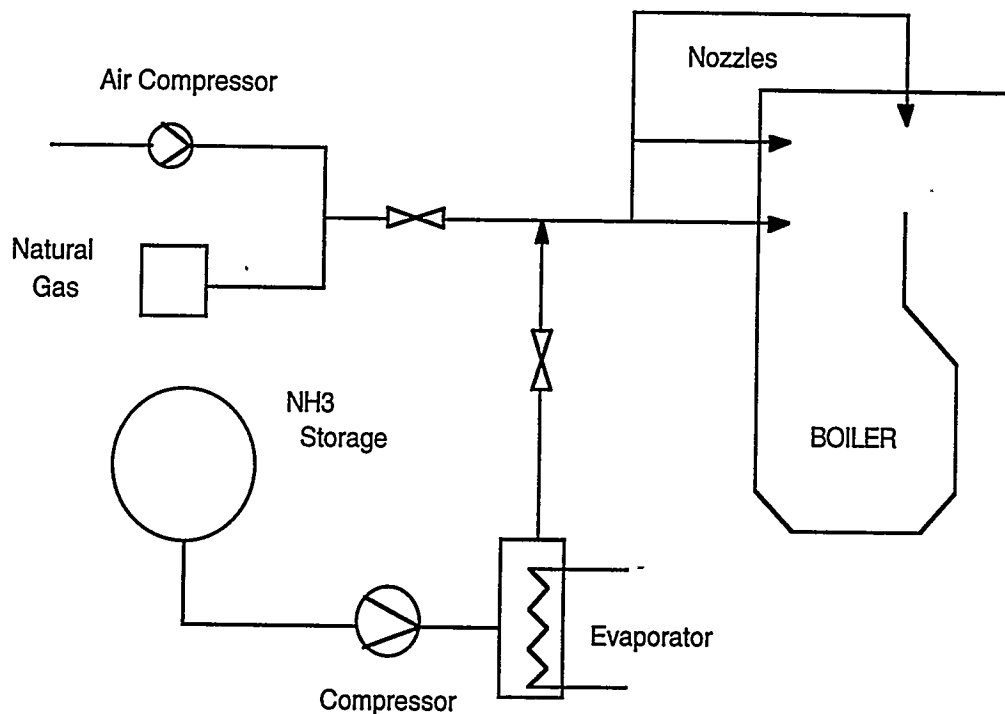 Nozzles
Air Compressor
Natural
Gas
NH3
Storage
BOILER
Evaporator
Compressor